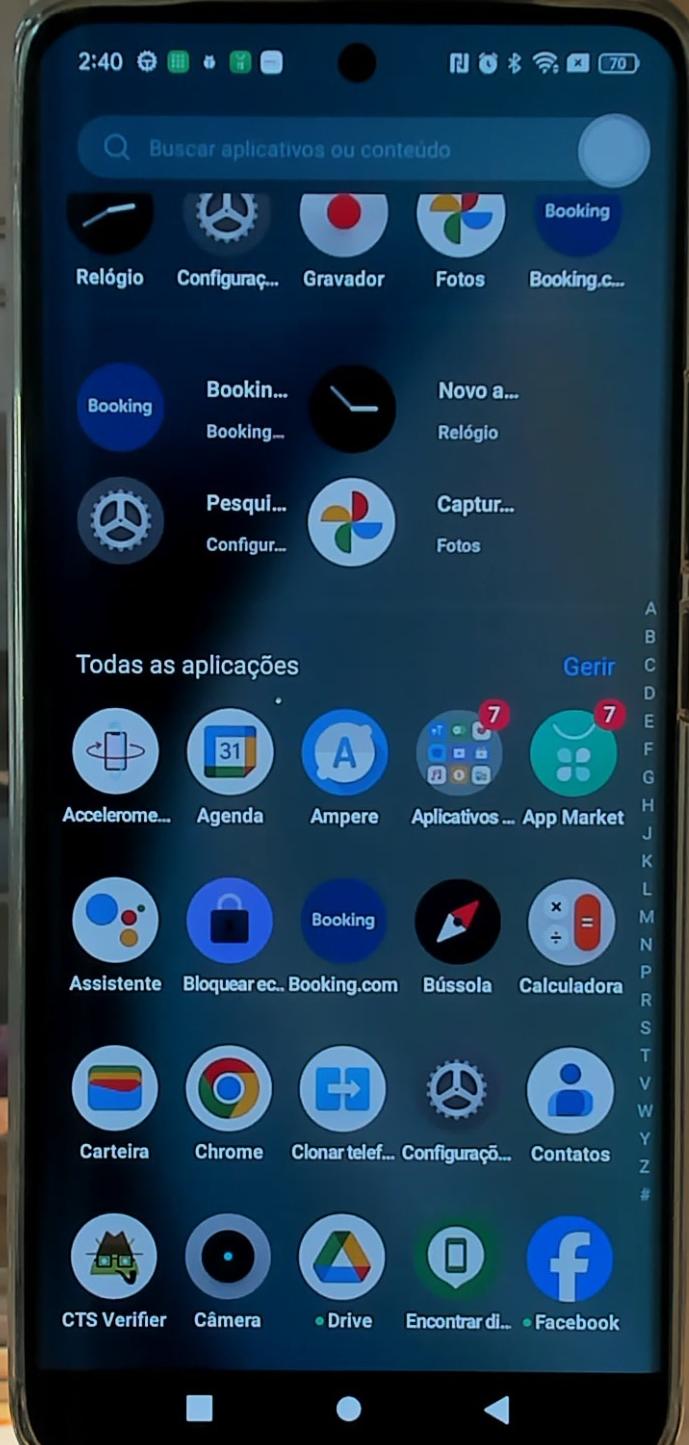 2:40
70
Buscar aplicativos ou conteúdo
Booking
Relógio Configuraç... Gravador Fotos Booking.c...
Booking Bookin... Novo a...
Booking... Relógio
Pesqui... Captur...
Configur... Fotos
Todas as aplicações Gerir
31 A 7 7
Accelerome... Agenda Ampere Aplicativos ... App Market
Booking
Assistente Bloquear ec... Booking.com Bússola Calculadora
Carteira Chrome Clonar telef... Configuraçõ... Contatos
CTS Verifier Câmera Drive Encontrar di... Facebook
A
B
C
D
E
F
G
H
J
K
L
M
N
P
R
S
T
V
W
Y
Z
#